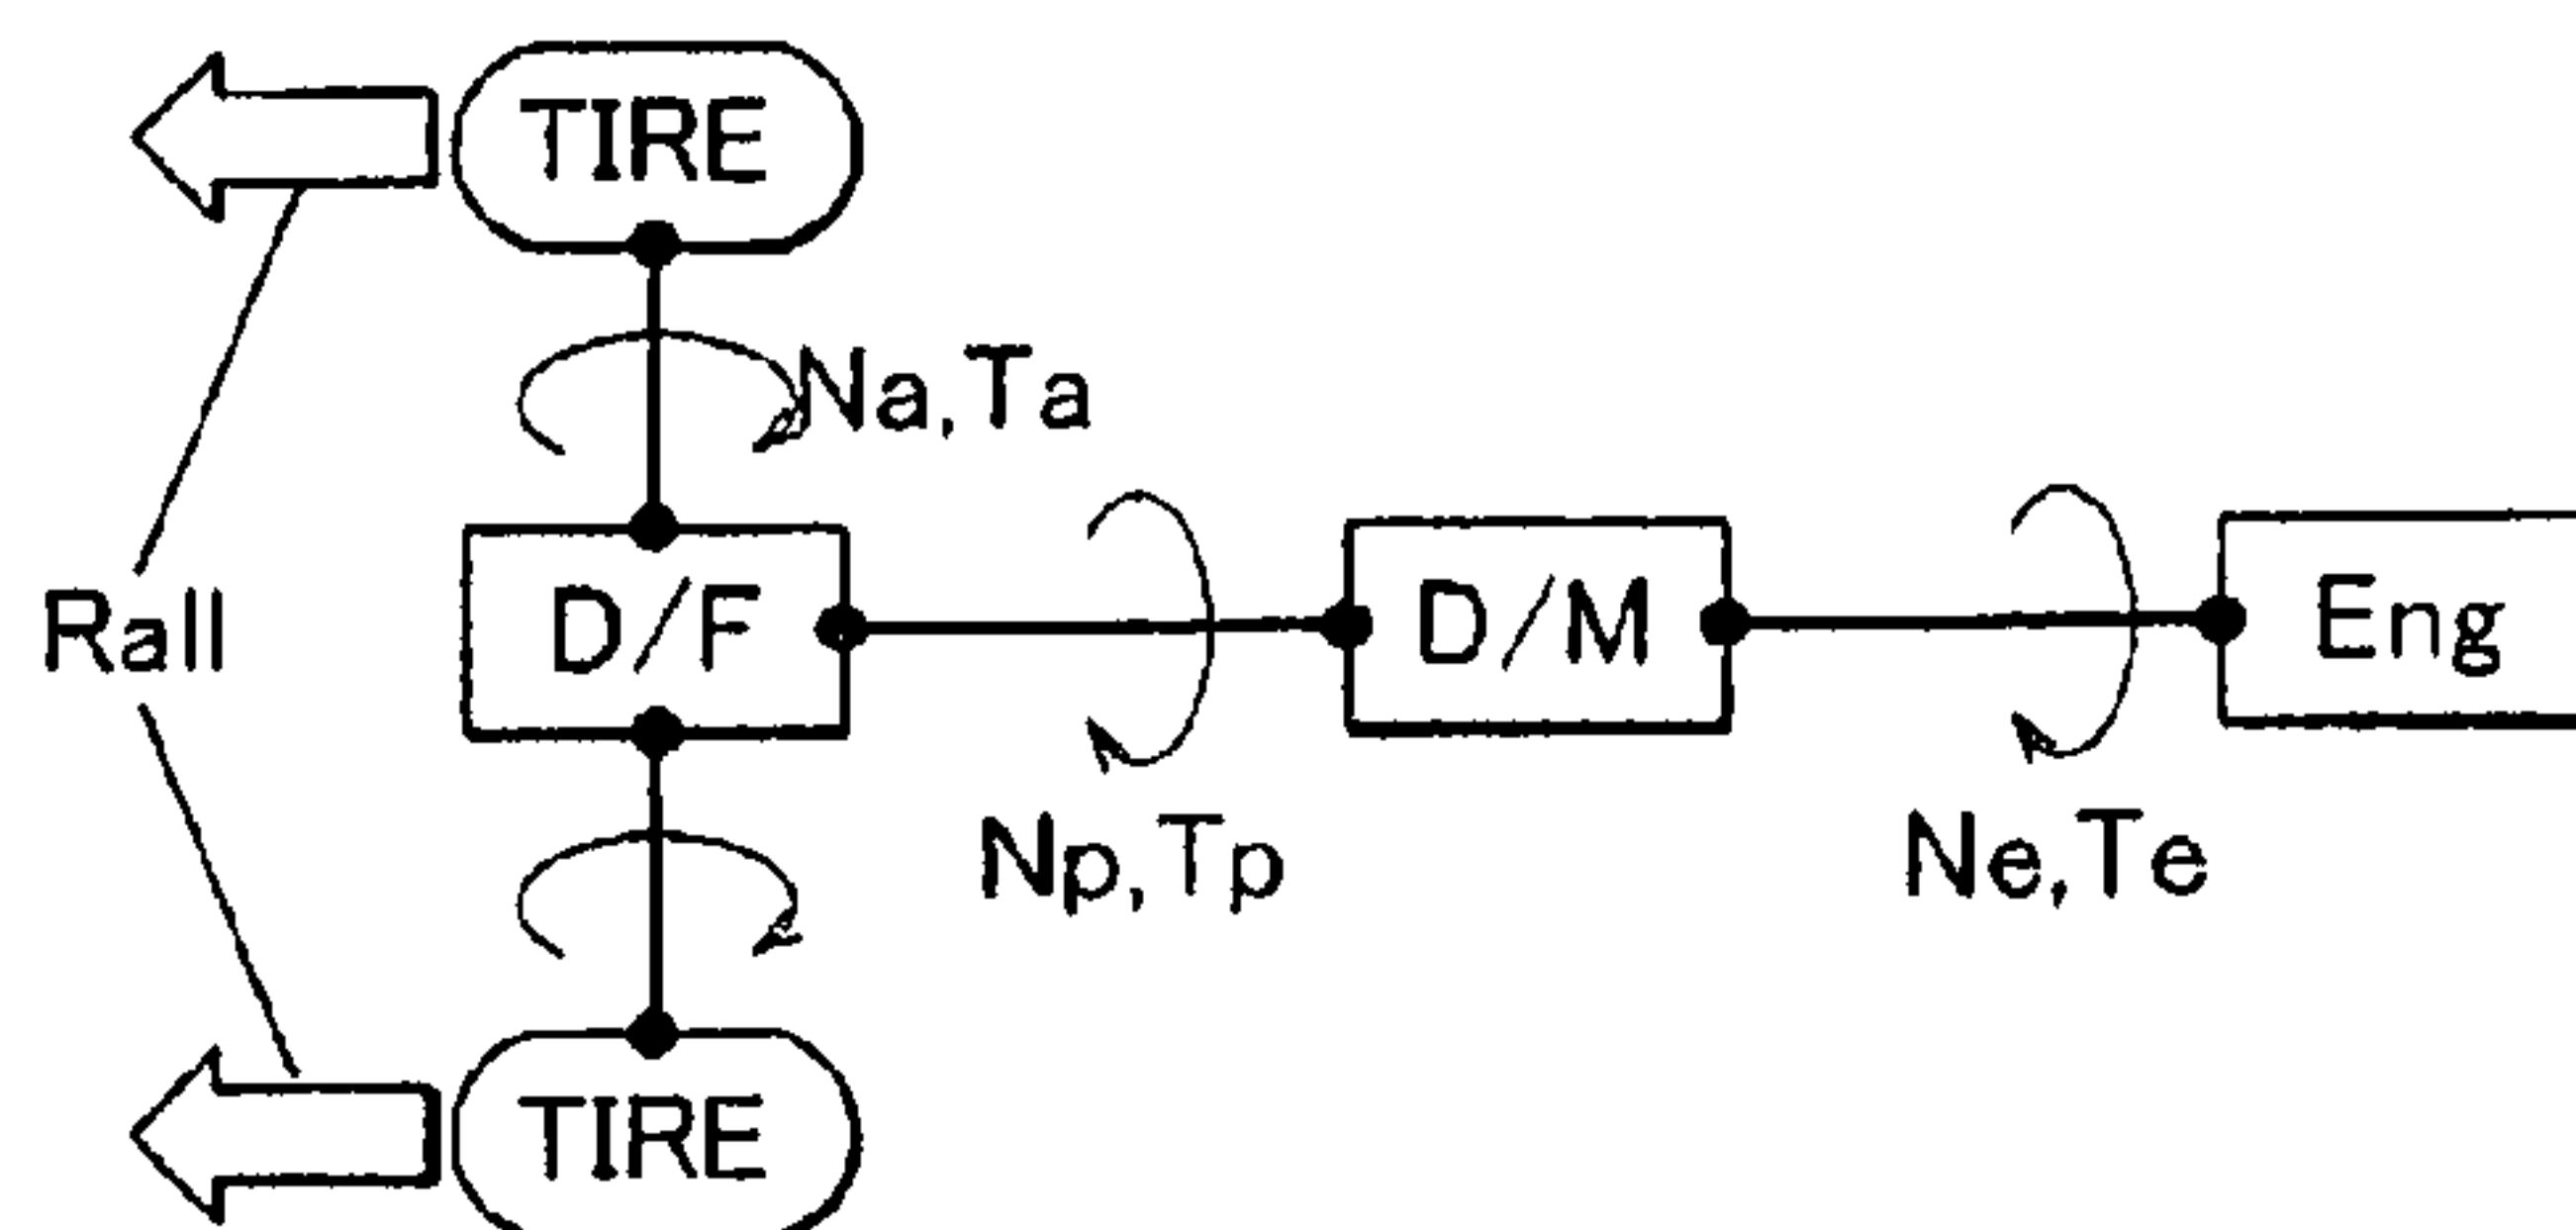 TIRE
Na,Ta
Rall
D/F
D/M
Eng
Np,Tp
Ne,Te
TIRE